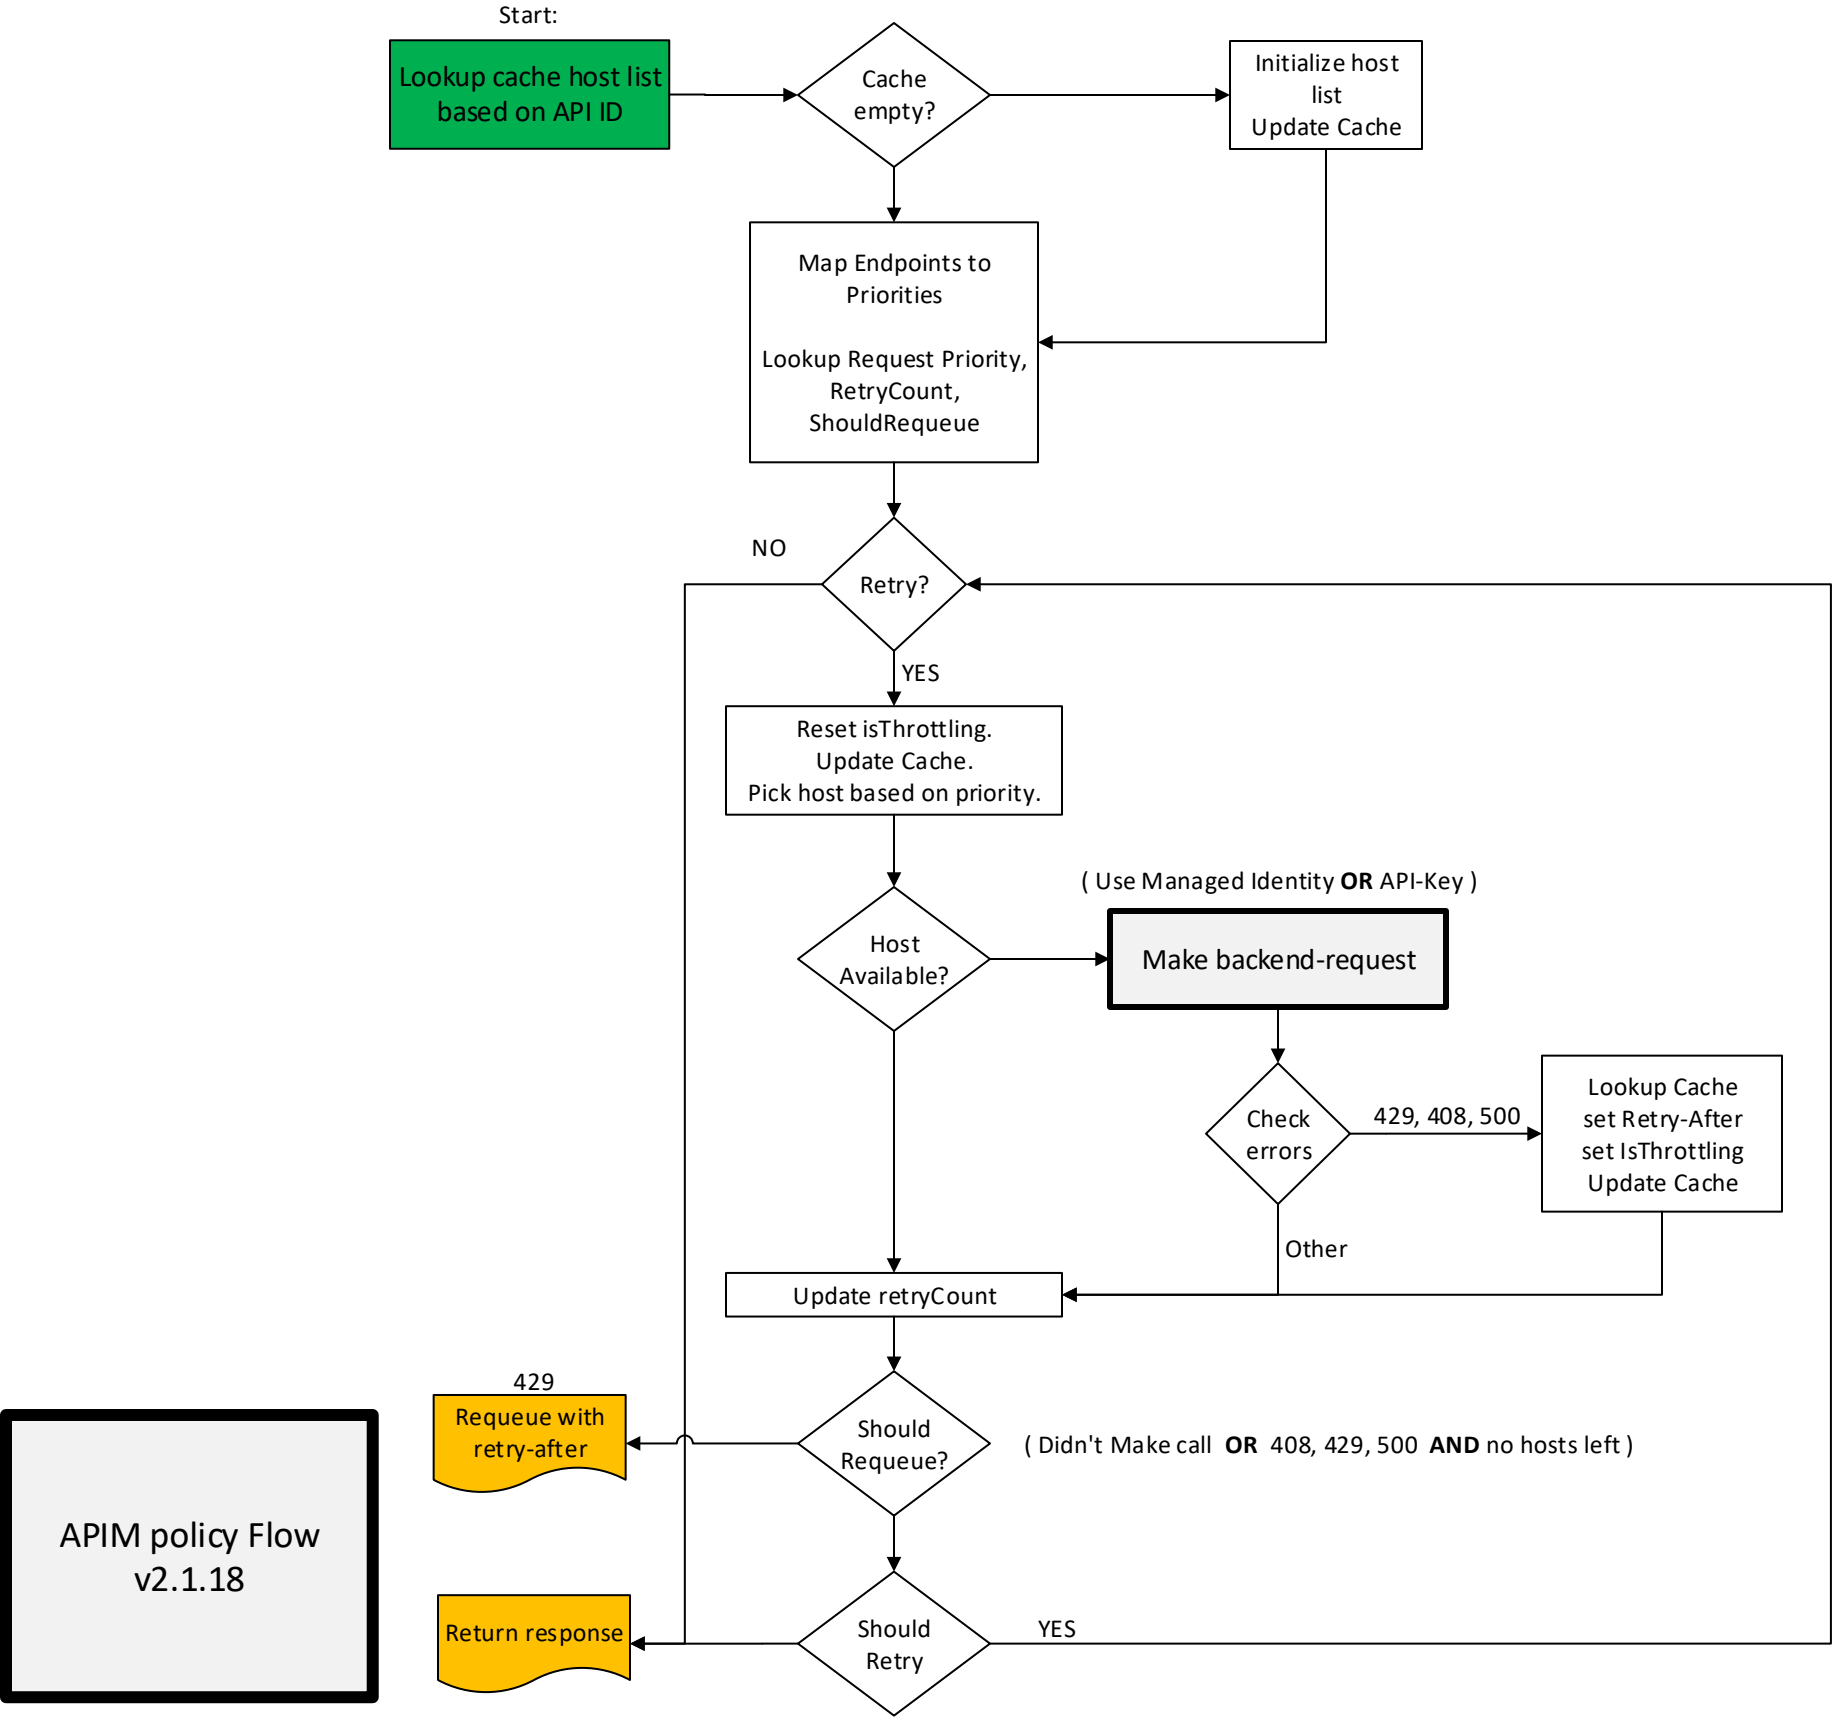 Start:
Lookup cache host list
based on API ID
Cache
empty?
Initialize host
list
Update Cache
Map Endpoints to
Priorities
Lookup Request Priority,
RetryCount,
ShouldRequeue
NO
Retry?
YES
Reset isThrottling.
Update Cache.
Pick host based on priority.
( Use Managed Identity OR API-Key )
Host
Available?
Make backend-request
Check
errors
429, 408, 500
Lookup Cache
set Retry-After
set IsThrottling
Update Cache
Other
Update retryCount
429
Requeue with
retry-after
Should
Requeue?
( Didn't Make call OR 408, 429, 500 AND no hosts left )
APIM policy Flow
v2.1.18
Return response
Should
Retry
YES